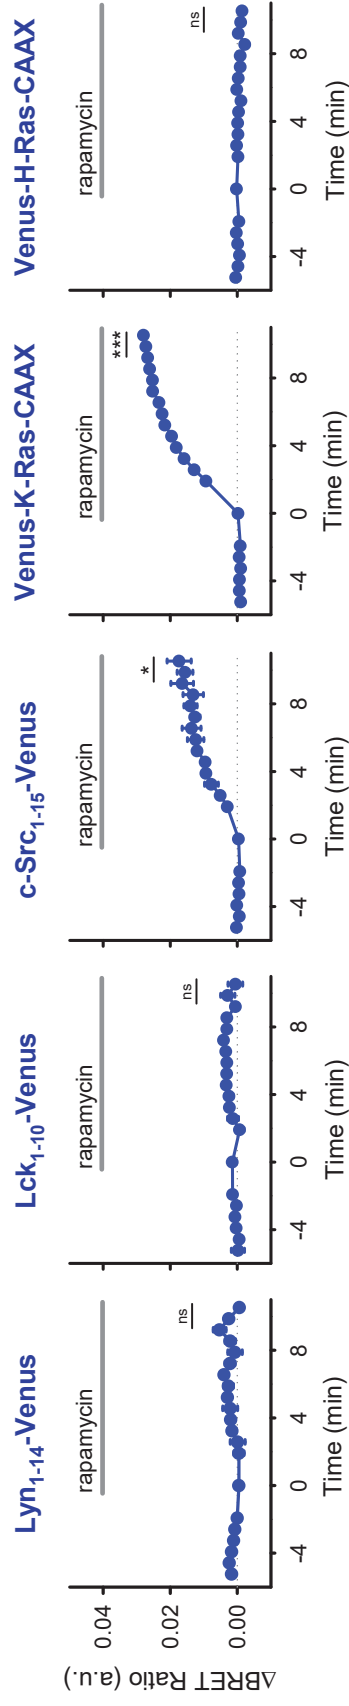 Lyn1-14-Venus
Lck1-10-Venus
c-Src1-15-Venus
Venus-K-Ras-CAAX
Venus-H-Ras-CAAX
rapamycin
rapamycin
rapamycin
rapamycin
rapamycin
ns
ns
*
***
ns
ΔBRET Ratio (a.u.)
0.04
0.02
0.00
-4 0 4 8
-4 0 4 8
-4 0 4 8
-4 0 4 8
-4 0 4 8
Time (min)
Time (min)
Time (min)
Time (min)
Time (min)